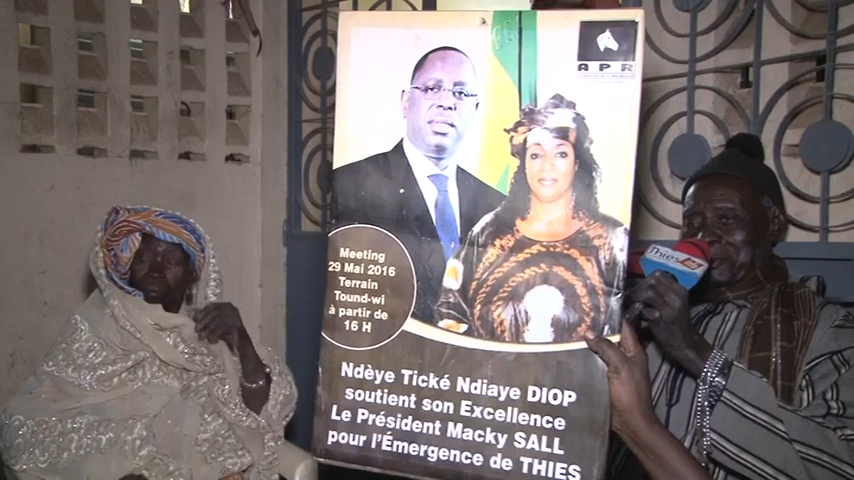 APR
Meeting
29 Mai 2016
Terrain
Tound-wi
à partir de
16 H
Ndèye Tické Ndiaye DIOP
soutient son Excellence
Le Président Macky SALL
pour l'Émergence de THIES
Thies